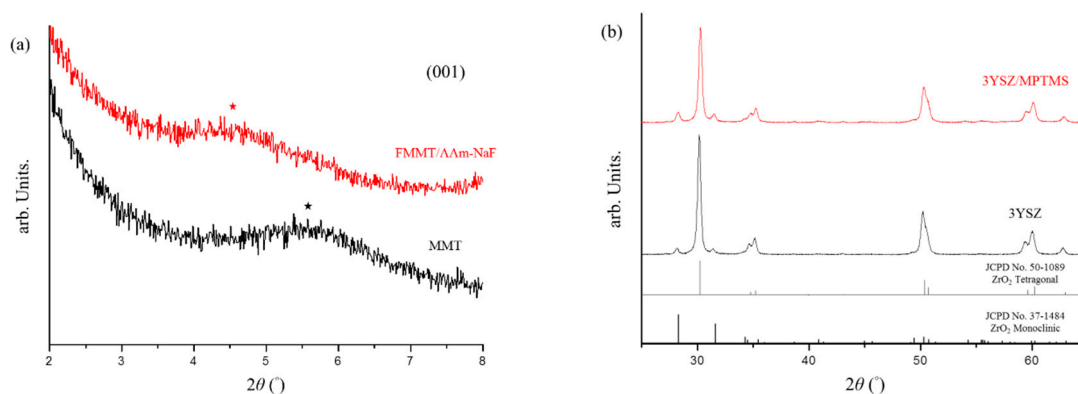 (a)
(001)
FMMT/ΛΛm-NaF
MMT
arb. Units.
2 3 4 5 6 7 8
2θ (°)
(b)
3YSZ/MPTMS
3YSZ
JCPD No. 50-1089
ZrO₂ Tetragonal
JCPD No. 37-1484
ZrO₂ Monoclinic
arb. Units.
30 40 50 60
2θ (°)